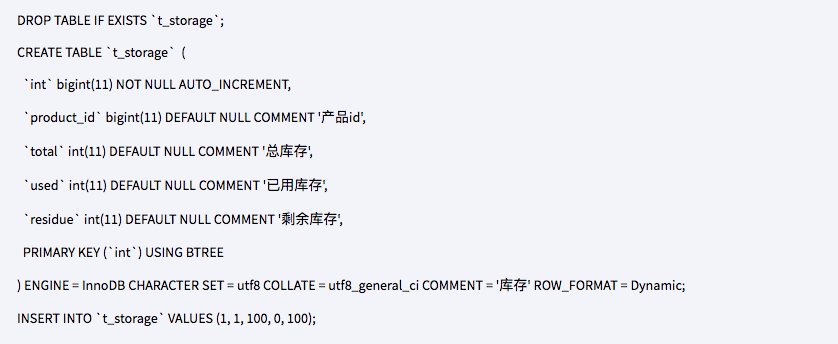 DROP TABLE IF EXISTS `t_storage`;
CREATE TABLE `t_storage`  (
`int` bigint(11) NOT NULL AUTO_INCREMENT,
`product_id` bigint(11) DEFAULT NULL COMMENT '产品id',
`total` int(11) DEFAULT NULL COMMENT '总库存',
`used` int(11) DEFAULT NULL COMMENT '已用库存',
`residue` int(11) DEFAULT NULL COMMENT '剩余库存',
PRIMARY KEY (`int`) USING BTREE
) ENGINE = InnoDB CHARACTER SET = utf8 COLLATE = utf8_general_ci COMMENT = '库存' ROW_FORMAT = Dynamic;
INSERT INTO `t_storage` VALUES (1, 1, 100, 0, 100);